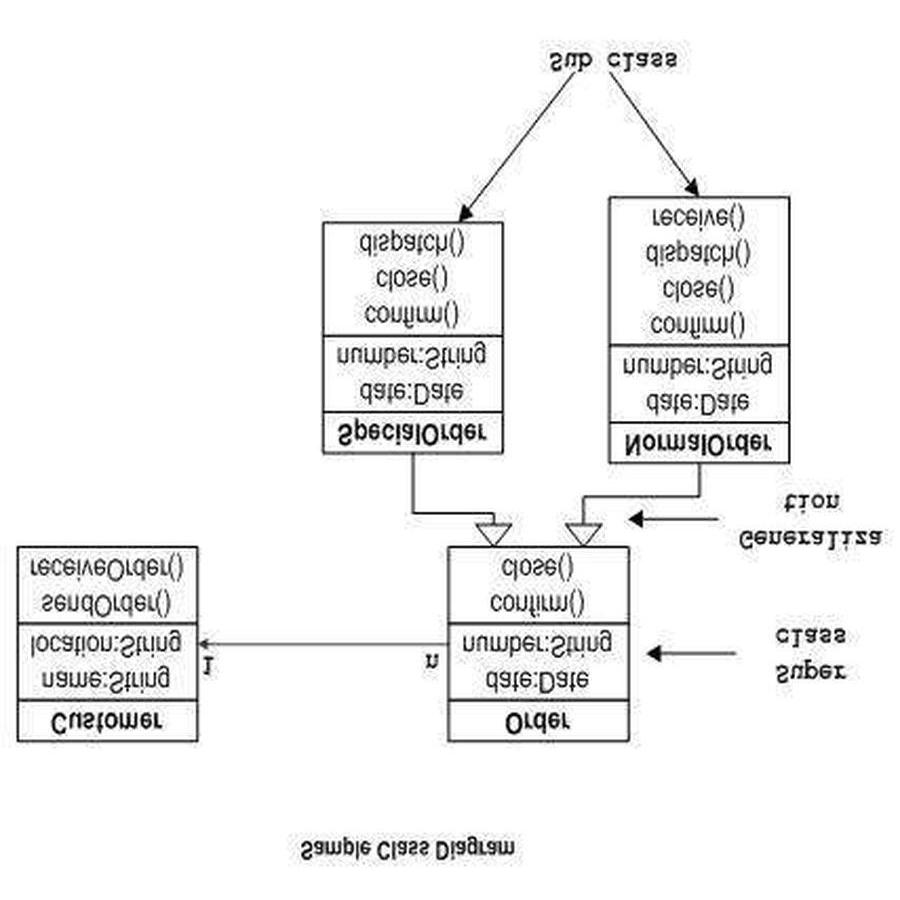 Sample Class Diagram
Customer
name:String
location:String
sendOrder()
receiveOrder()
1
n
Order
date:Date
number:String
confirm()
close()
Super
class
Generaliza
tion
SpecialOrder
date:Date
number:String
confirm()
close()
dispatch()
NormalOrder
date:Date
number:String
confirm()
close()
dispatch()
receive()
Sub class